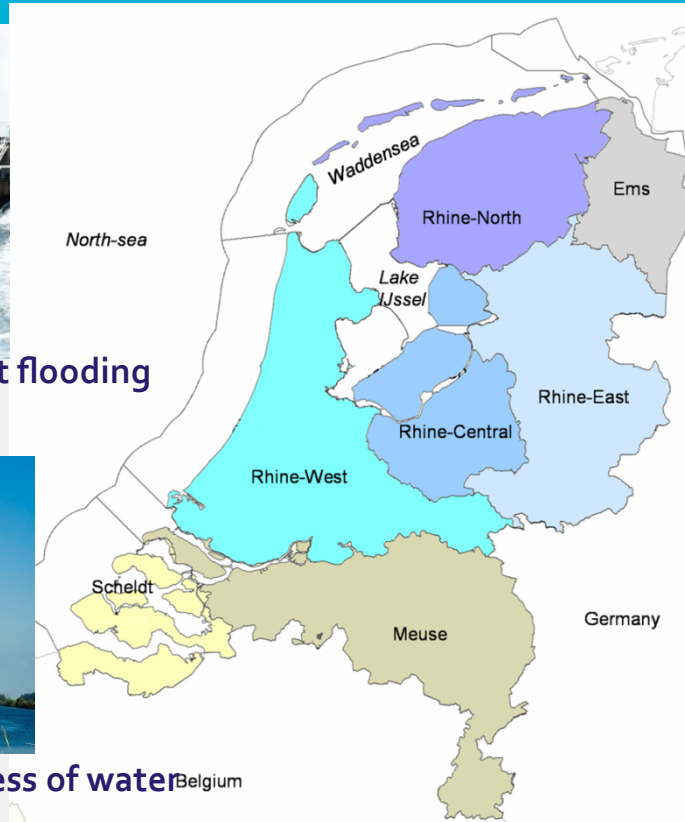 Waddensea
Ems
Rhine-North
North-sea
Lake
IJssel
flooding
Rhine-East
Rhine-Central
Rhine-West
Scheldt
Germany
Meuse
of water
Belgium